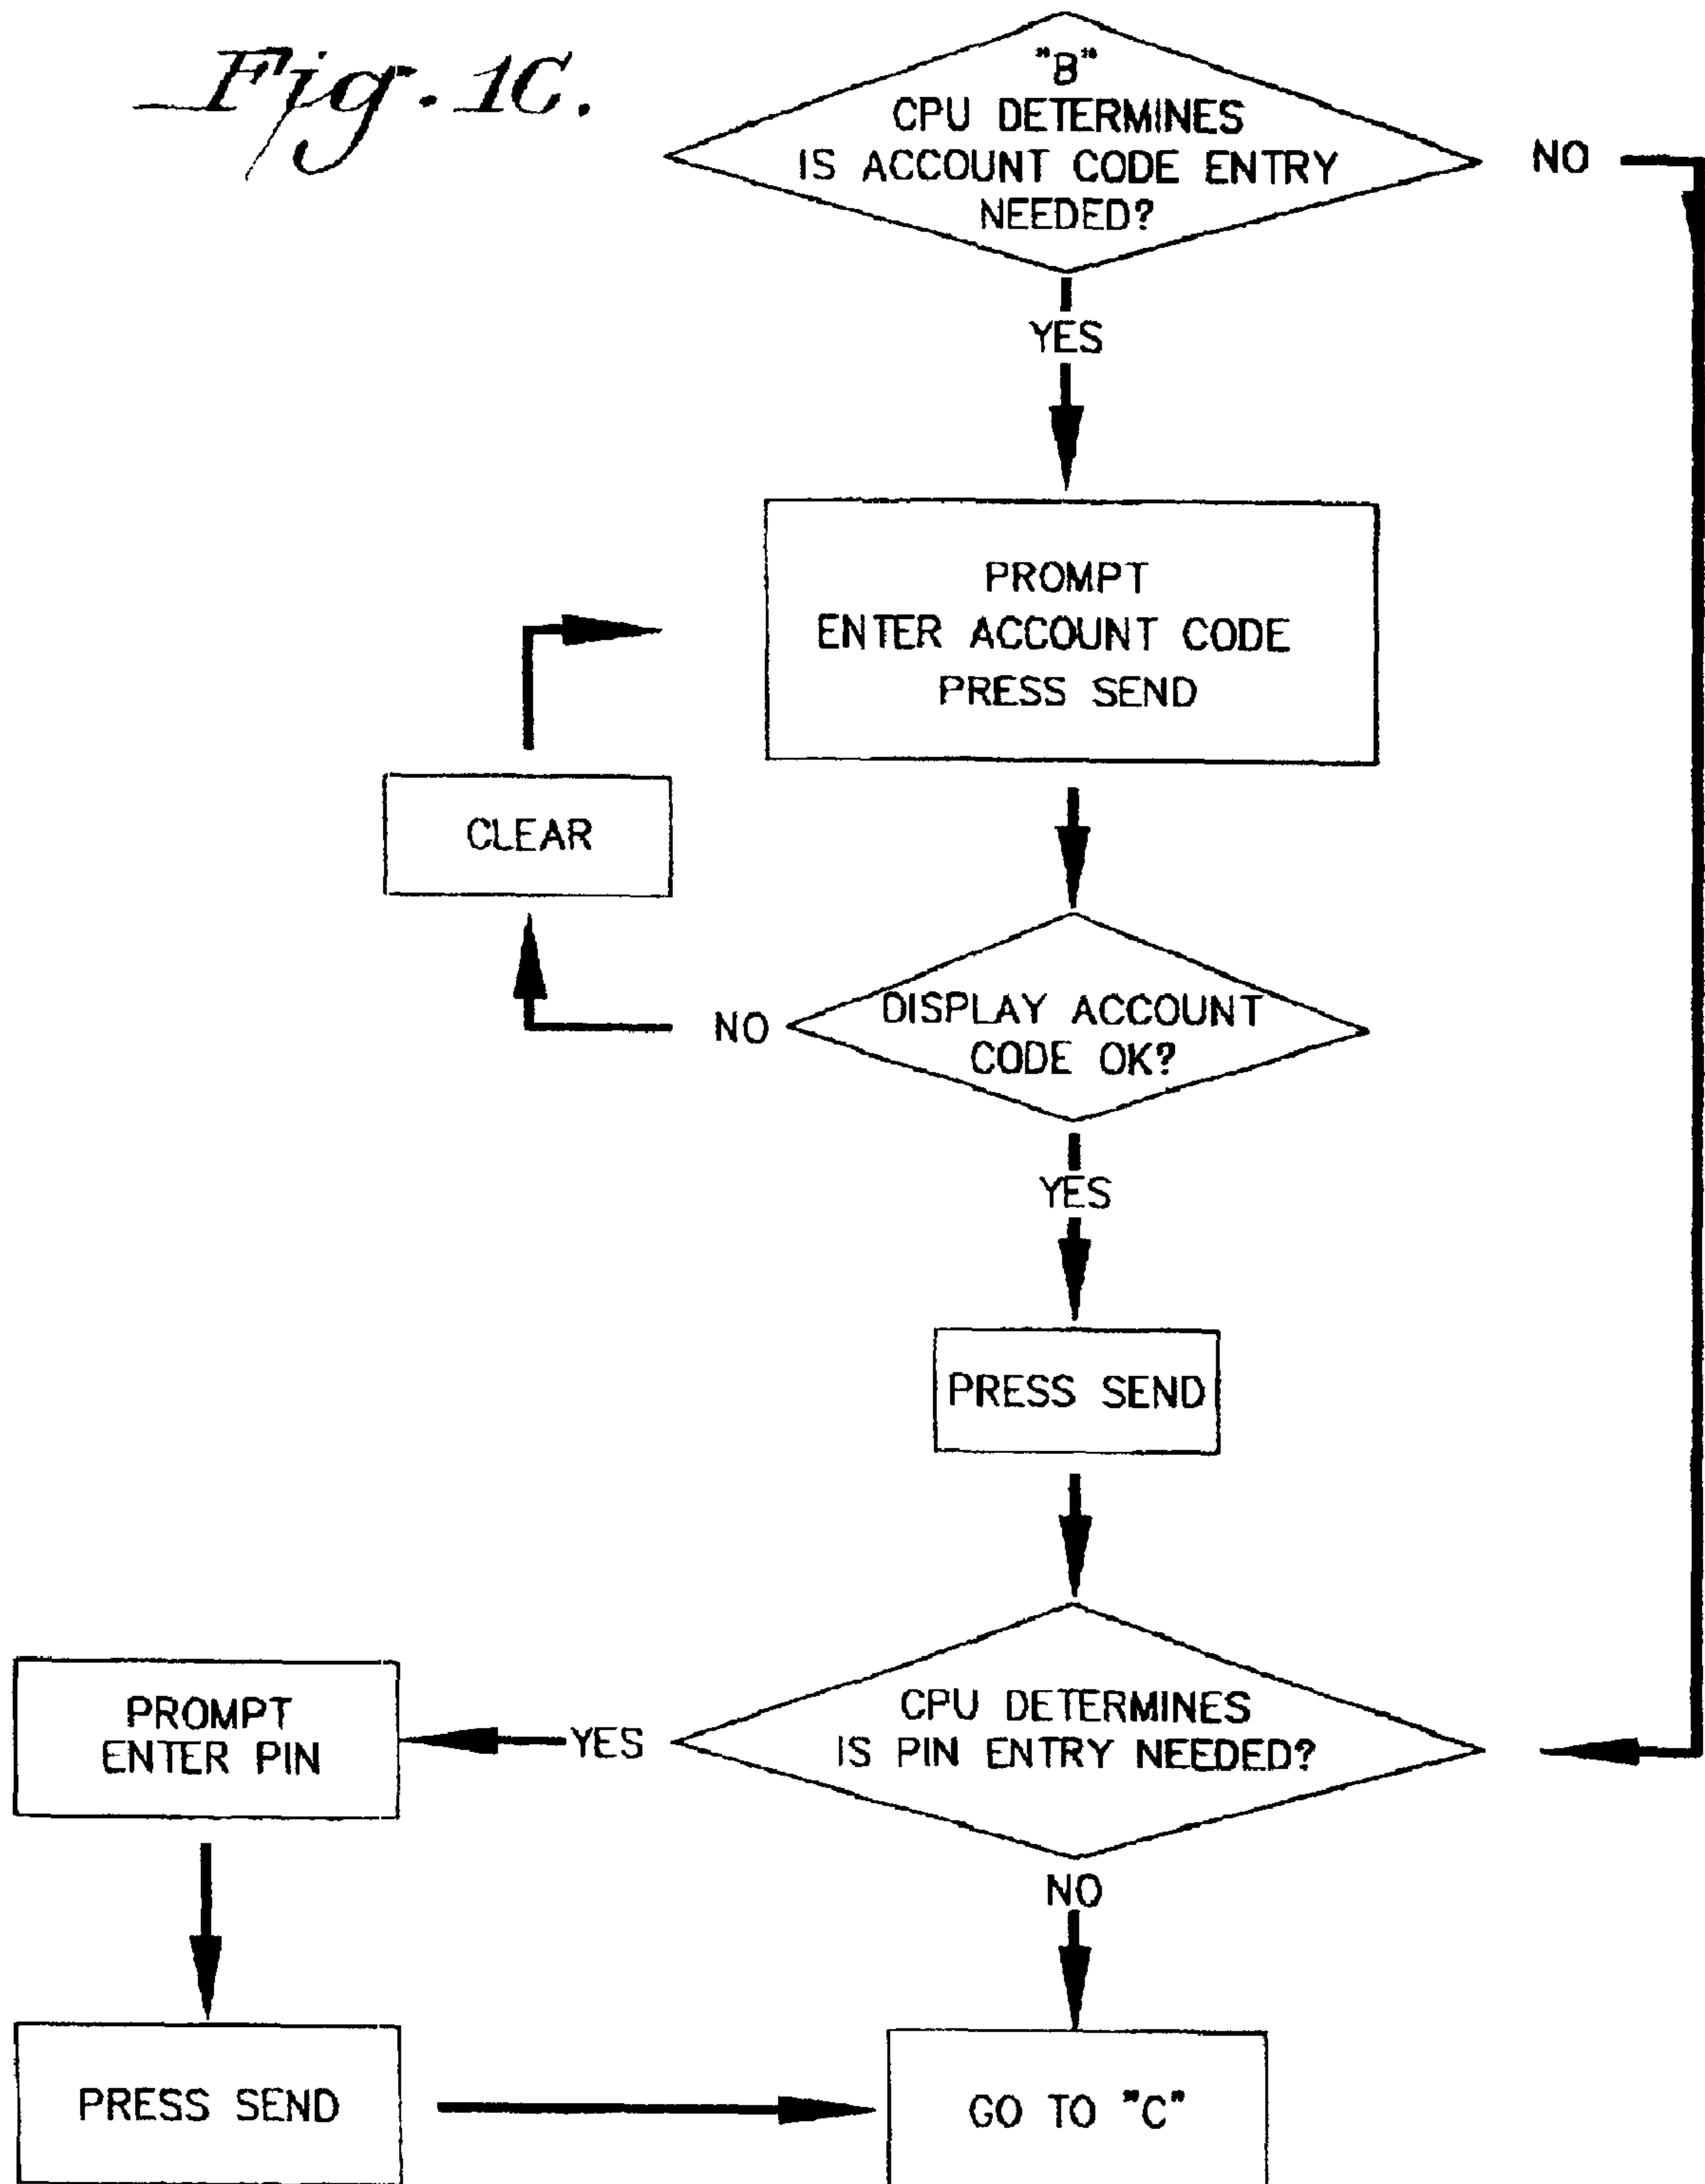 Fig. 1C.
"B"
CPU DETERMINES
IS ACCOUNT CODE ENTRY
NEEDED?
NO
YES
PROMPT
ENTER ACCOUNT CODE
PRESS SEND
CLEAR
NO
DISPLAY ACCOUNT
CODE OK?
YES
PRESS SEND
CPU DETERMINES
IS PIN ENTRY NEEDED?
YES
PROMPT
ENTER PIN
NO
PRESS SEND
GO TO "C"